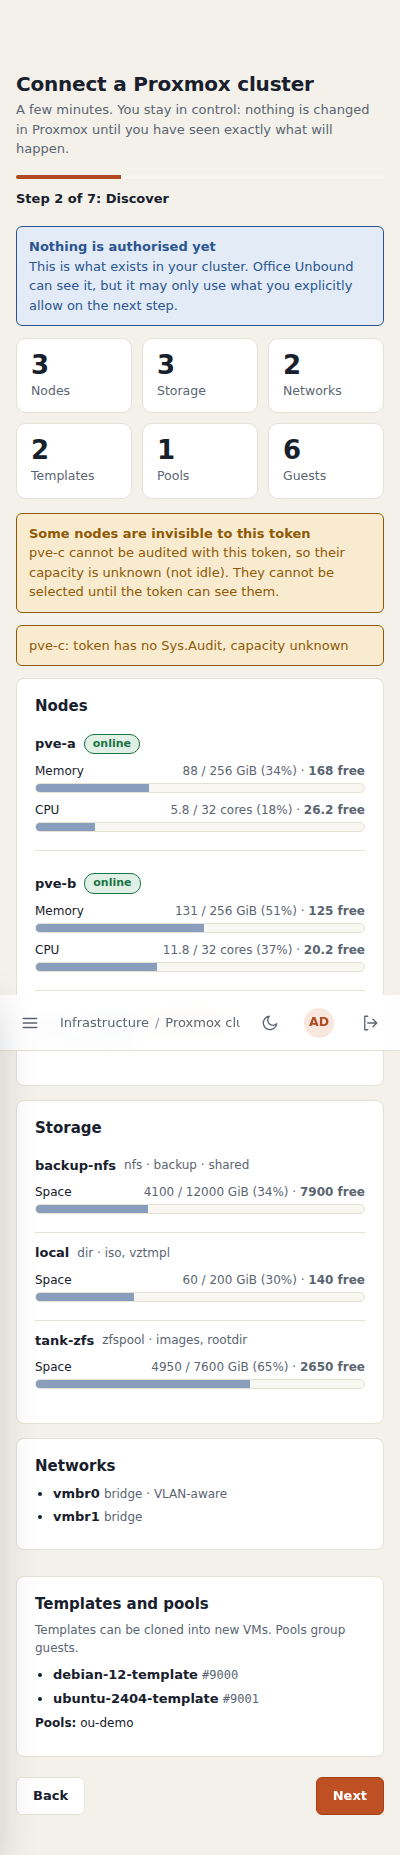 Connect a Proxmox cluster
A few minutes. You stay in control: nothing is changed
in Proxmox until you have seen exactly what will
happen.
Step 2 of 7: Discover
Nothing is authorised yet
This is what exists in your cluster. Office Unbound
can see it, but it may only use what you explicitly
allow on the next step.
3 3 2
Nodes Storage Networks
2 1 6
Templates Pools Guests
Some nodes are invisible to this token
pve-c cannot be audited with this token, so their
capacity is unknown (not idle). They cannot be
selected until the token can see them.
pve-c: token has no Sys.Audit, capacity unknown
Nodes
pve-a online
Memory 88 / 256 GiB (34%) · 168 free
CPU 5.8 / 32 cores (18%) · 26.2 free
pve-b online
Memory 131 / 256 GiB (51%) · 125 free
CPU 11.8 / 32 cores (37%) · 20.2 free
Infrastructure / Proxmox clu AD
Storage
backup-nfs nfs · backup · shared
Space 4100 / 12000 GiB (34%) · 7900 free
local dir · iso, vztmpl
Space 60 / 200 GiB (30%) · 140 free
tank-zfs zfspool · images, rootdir
Space 4950 / 7600 GiB (65%) · 2650 free
Networks
• vmbr0 bridge · VLAN-aware
• vmbr1 bridge
Templates and pools
Templates can be cloned into new VMs. Pools group
guests.
• debian-12-template #9000
• ubuntu-2404-template #9001
Pools: ou-demo
Back Next